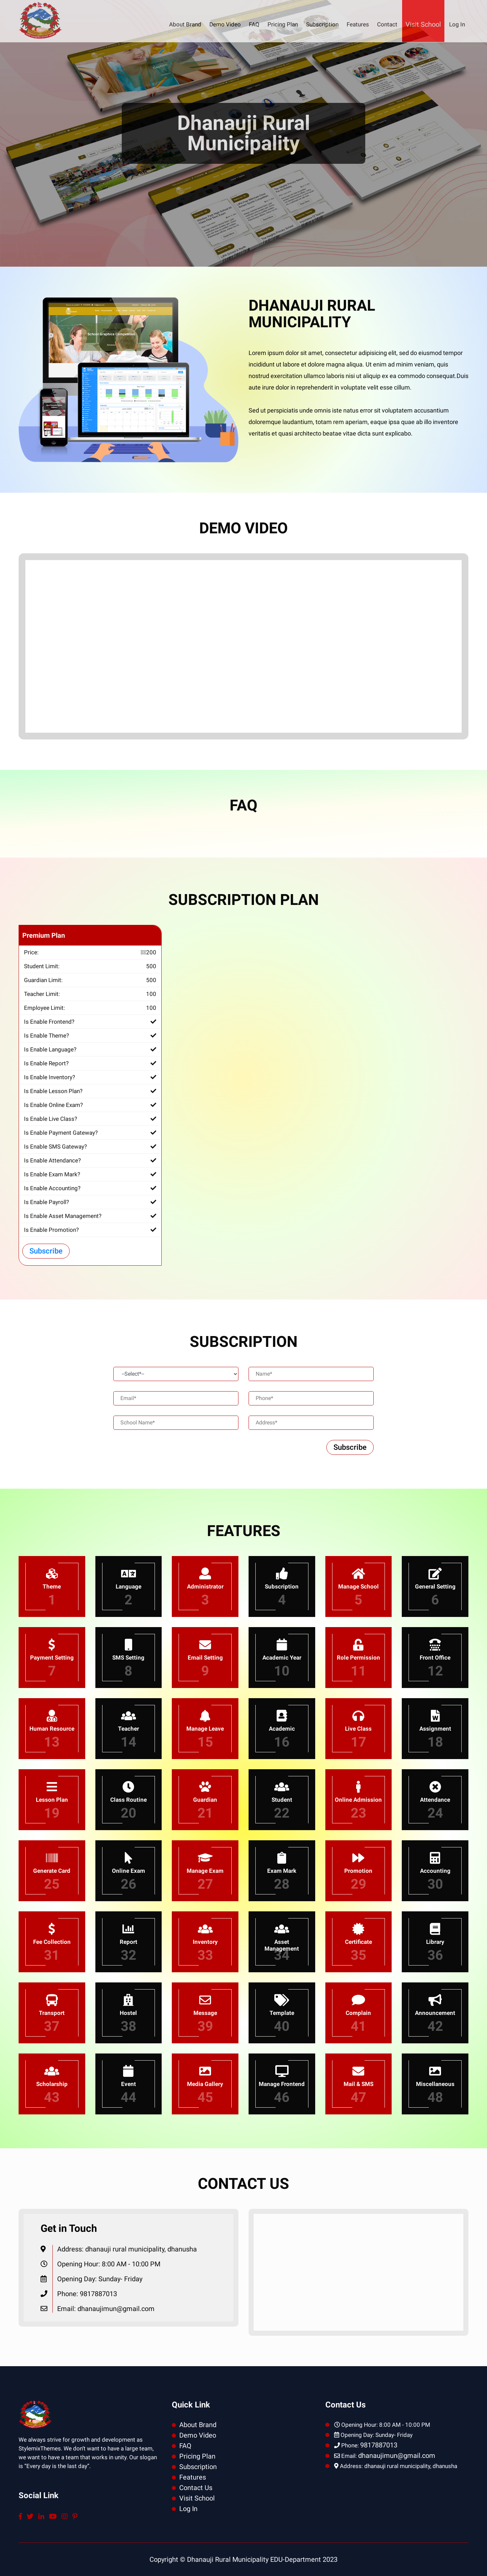 About Brand Demo Video FAQ Pricing Plan Subscription Features Contact Visit School Log In
Dhanauji Rural
Municipality
DHANAUJI RURAL
MUNICIPALITY
Lorem ipsum dolor sit amet, consectetur adipisicing elit, sed do eiusmod tempor
incididunt ut labore et dolore magna aliqua. Ut enim ad minim veniam, quis
nostrud exercitation ullamco laboris nisi ut aliquip ex ea commodo consequat.Duis
aute irure dolor in reprehenderit in voluptate velit esse cillum.
Sed ut perspiciatis unde omnis iste natus error sit voluptatem accusantium
doloremque laudantium, totam rem aperiam, eaque ipsa quae ab illo inventore
veritatis et quasi architecto beatae vitae dicta sunt explicabo.
DEMO VIDEO
FAQ
SUBSCRIPTION PLAN
Premium Plan
Price: 200
Student Limit: 500
Guardian Limit: 500
Teacher Limit: 100
Employee Limit: 100
Is Enable Frontend?
Is Enable Theme?
Is Enable Language?
Is Enable Report?
Is Enable Inventory?
Is Enable Lesson Plan?
Is Enable Online Exam?
Is Enable Live Class?
Is Enable Payment Gateway?
Is Enable SMS Gateway?
Is Enable Attendance?
Is Enable Exam Mark?
Is Enable Accounting?
Is Enable Payroll?
Is Enable Asset Management?
Is Enable Promotion?
Subscribe
SUBSCRIPTION
--Select*-- Name*
Email* Phone*
School Name* Address*
Subscribe
FEATURES
Theme Language Administrator Subscription Manage School General Setting
1 2 3 4 5 6
Payment Setting SMS Setting Email Setting Academic Year Role Permission Front Office
7 8 9 10 11 12
Human Resource Teacher Manage Leave Academic Live Class Assignment
13 14 15 16 17 18
Lesson Plan Class Routine Guardian Student Online Admission Attendance
19 20 21 22 23 24
Generate Card Online Exam Manage Exam Exam Mark Promotion Accounting
25 26 27 28 29 30
Fee Collection Report Inventory Asset Management Certificate Library
31 32 33 34 35 36
Transport Hostel Message Template Complain Announcement
37 38 39 40 41 42
Scholarship Event Media Gallery Manage Frontend Mail & SMS Miscellaneous
43 44 45 46 47 48
CONTACT US
Get in Touch
Address: dhanauji rural municipality, dhanusha
Opening Hour: 8:00 AM - 10:00 PM
Opening Day: Sunday- Friday
Phone: 9817887013
Email: dhanaujimun@gmail.com
We always strive for growth and development as
StylemixThemes. We don't want to have a large team,
we want to have a team that works in unity. Our slogan
is "Every day is the last day".
Social Link
Quick Link
About Brand
Demo Video
FAQ
Pricing Plan
Subscription
Features
Contact Us
Visit School
Log In
Contact Us
Opening Hour: 8:00 AM - 10:00 PM
Opening Day: Sunday- Friday
Phone: 9817887013
Email: dhanaujimun@gmail.com
Address: dhanauji rural municipality, dhanusha
Copyright © Dhanauji Rural Municipality EDU-Department 2023